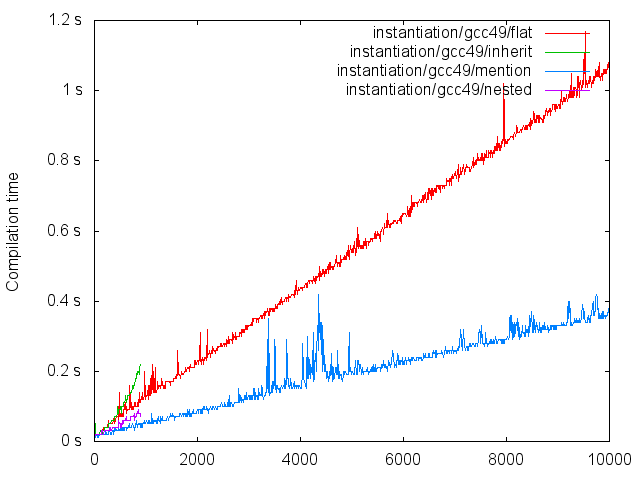 1.2 s
1 s
0.8 s
0.6 s
0.4 s
0.2 s
0 s
Compilation time
instantiation/gcc49/flat
instantiation/gcc49/inherit
instantiation/gcc49/mention
instantiation/gcc49/nested
0 2000 4000 6000 8000 10000